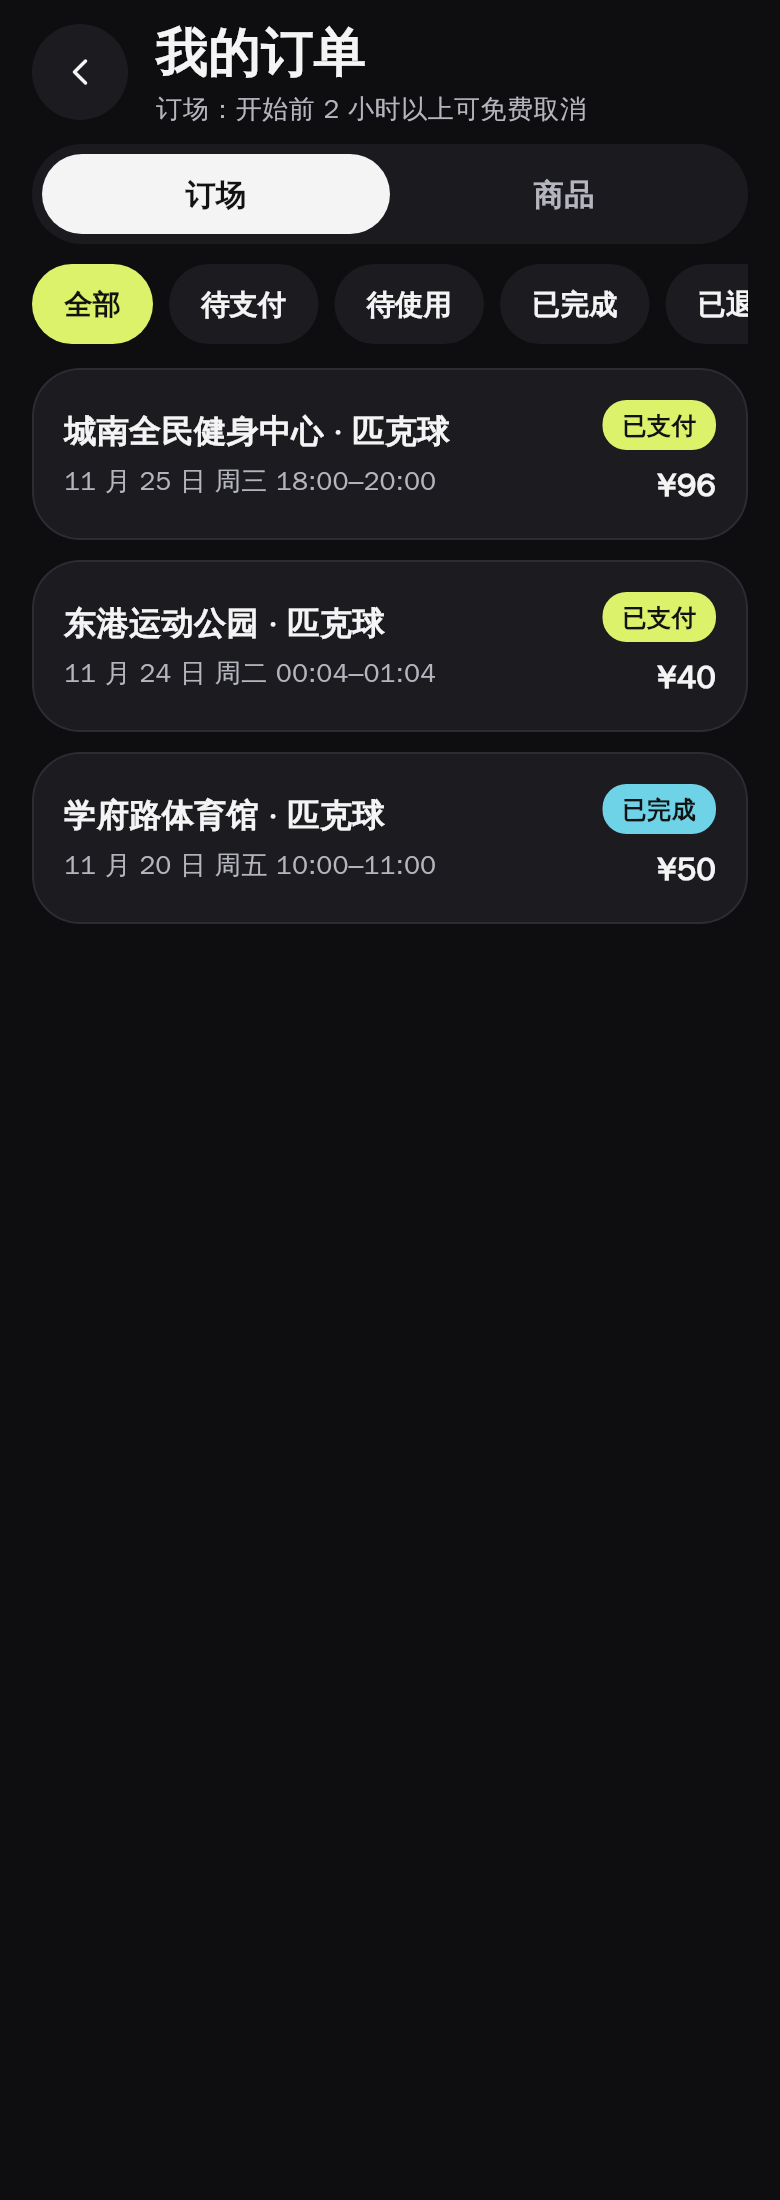 我的订单
订场：开始前 2 小时以上可免费取消
订场
商品
全部
待支付
待使用
已完成
已退
城南全民健身中心 · 匹克球
已支付
11 月 25 日 周三 18:00–20:00
¥96
东港运动公园 · 匹克球
已支付
11 月 24 日 周二 00:04–01:04
¥40
学府路体育馆 · 匹克球
已完成
11 月 20 日 周五 10:00–11:00
¥50